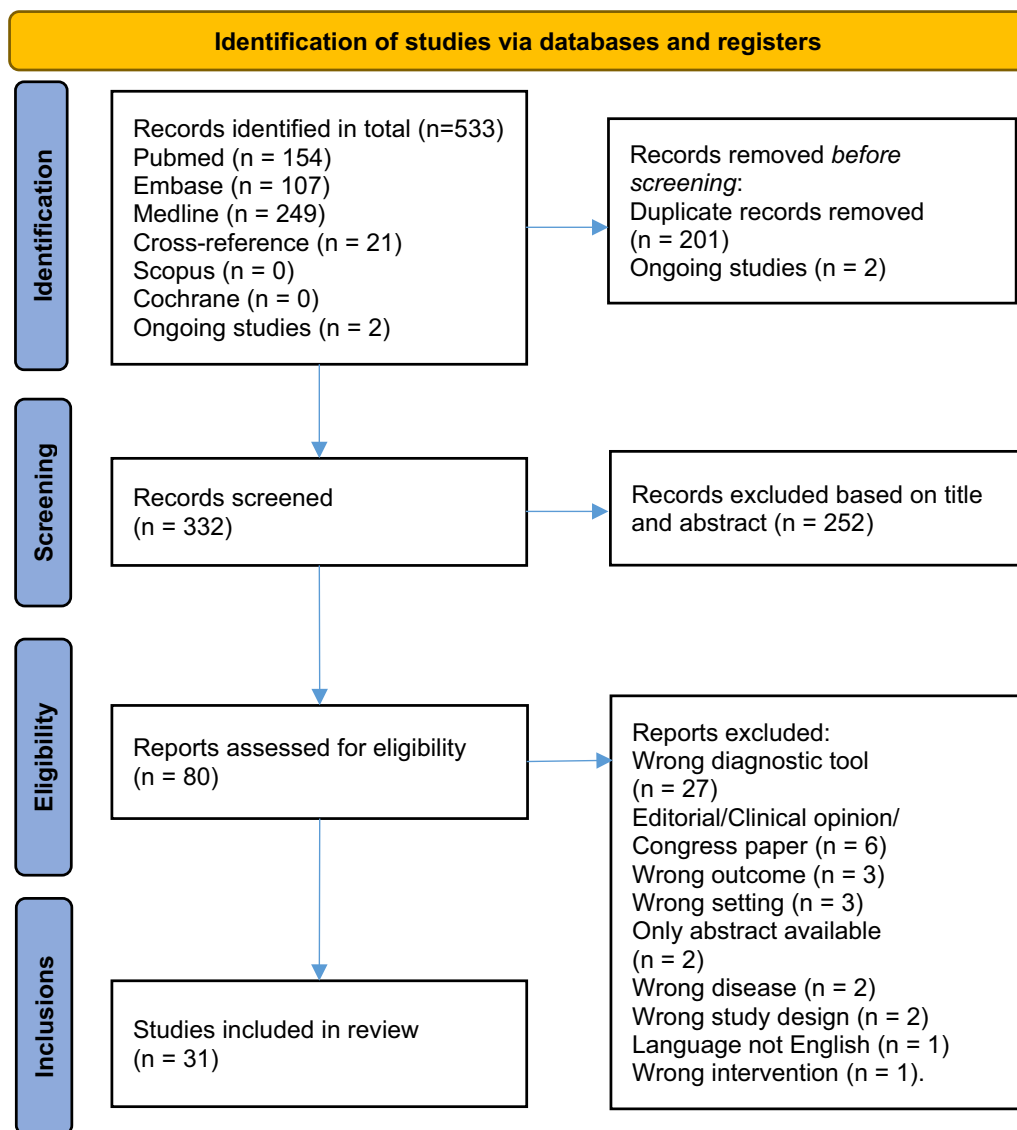 Identification of studies via databases and registers
Identification
Records identified in total (n=533)
Pubmed (n = 154)
Embase (n = 107)
Medline (n = 249)
Cross-reference (n = 21)
Scopus (n = 0)
Cochrane (n = 0)
Ongoing studies (n = 2)
Records removed before
screening:
Duplicate records removed
(n = 201)
Ongoing studies (n = 2)
Screening
Records screened
(n = 332)
Records excluded based on title
and abstract (n = 252)
Eligibility
Reports assessed for eligibility
(n = 80)
Reports excluded:
Wrong diagnostic tool
(n = 27)
Editorial/Clinical opinion/
Congress paper (n = 6)
Wrong outcome (n = 3)
Wrong setting (n = 3)
Only abstract available
(n = 2)
Wrong disease (n = 2)
Wrong study design (n = 2)
Language not English (n = 1)
Wrong intervention (n = 1).
Inclusions
Studies included in review
(n = 31)